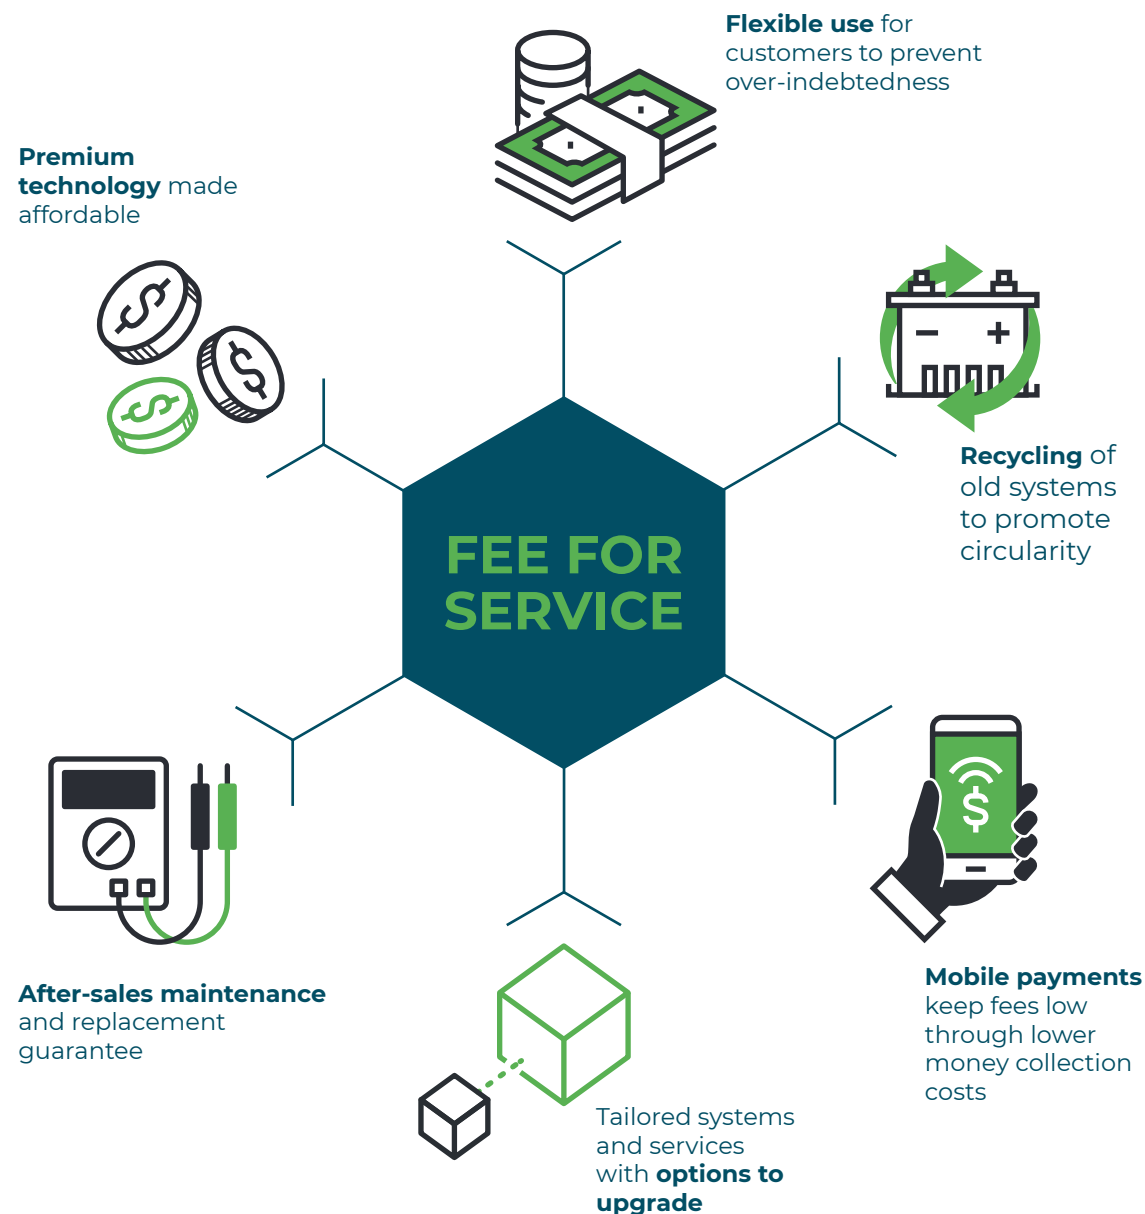 Flexible use for
customers to prevent
over-indebtedness
Premium
technology made
affordable
Recycling of
old systems
to promote
circularity
FEE FOR
SERVICE
After-sales maintenance
and replacement
guarantee
Mobile payments
keep fees low
through lower
money collection
costs
Tailored systems
and services
with options to
upgrade